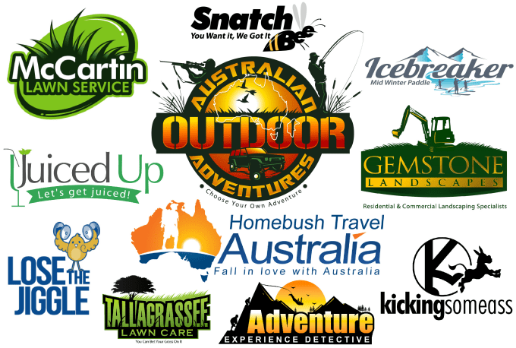 Snatch
You Want it, We Got It
Bee
McCartin
LAWN SERVICE
AUSTRALIAN
OUTDOOR
ADVENTURES
• Choose Your Own Adventure •
Icebreaker
Mid Winter Paddle
Juiced Up
Let's get juiced!
GEMSTONE
LANDSCAPES
Residential & Commercial Landscaping Specialists
Homebush Travel
Australia
Fall in love with Australia
LOSE THE
JIGGLE
TALLAGRASSEE
LAWN CARE
Adventure
EXPERIENCE DETECTIVE
K
kickingsomeass